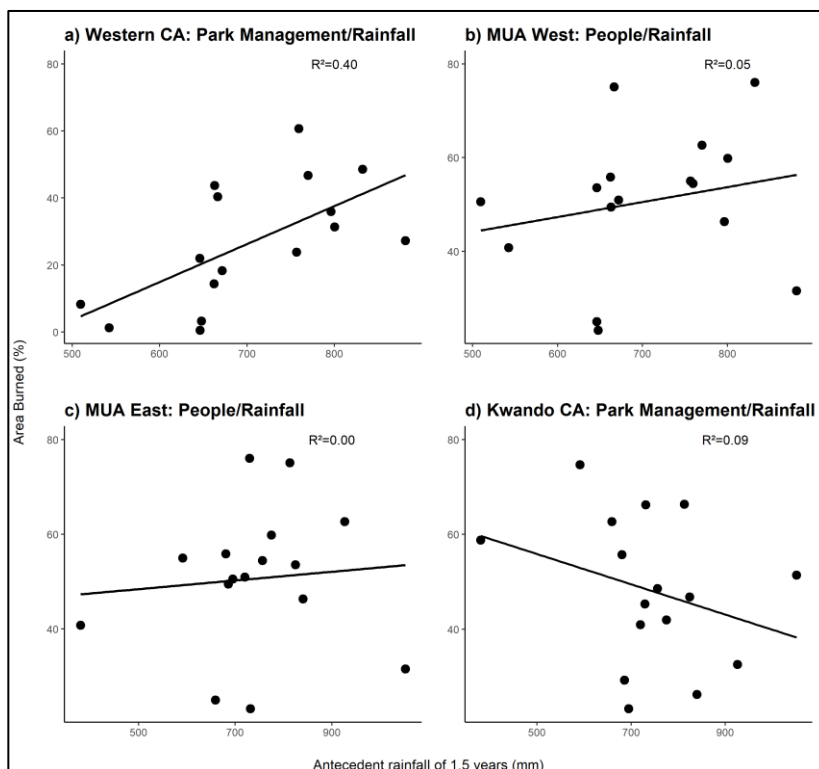 a) Western CA: Park Management/Rainfall
R²=0.40
80
60
40
20
0
500 600 700 800
b) MUA West: People/Rainfall
R²=0.05
80
60
40
500 600 700 800
Area Burned (%)
c) MUA East: People/Rainfall
R²=0.00
80
60
40
500 700 900
d) Kwando CA: Park Management/Rainfall
R²=0.09
80
60
40
500 700 900
Antecedent rainfall of 1.5 years (mm)